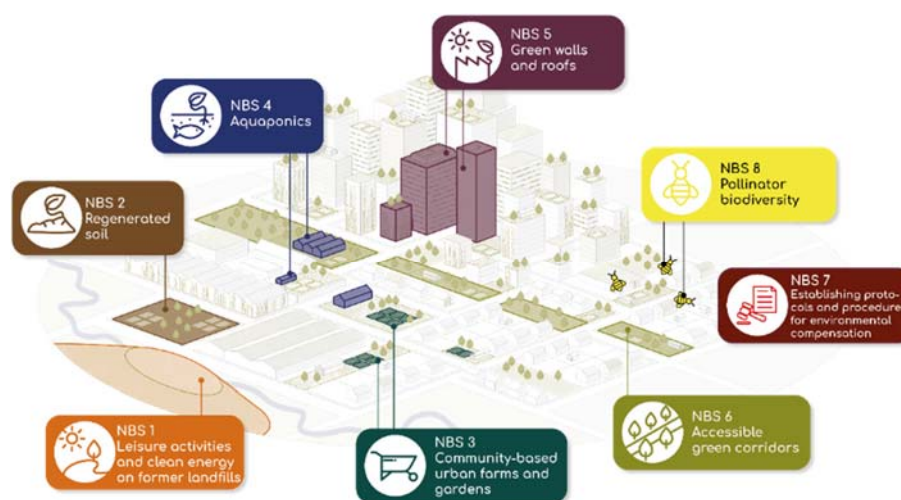 NBS 5
Green walls
and roofs
NBS 4
Aquaponics
NBS 8
Pollinator
biodiversity
NBS 2
Regenerated
soil
NBS 7
Establishing proto-
cols and procedure
for environmental
compensation
NBS 1
Leisure activities
and clean energy
on former landfills
NBS 3
Community-based
urban farms and
gardens
NBS 6
Accessible
green corridors